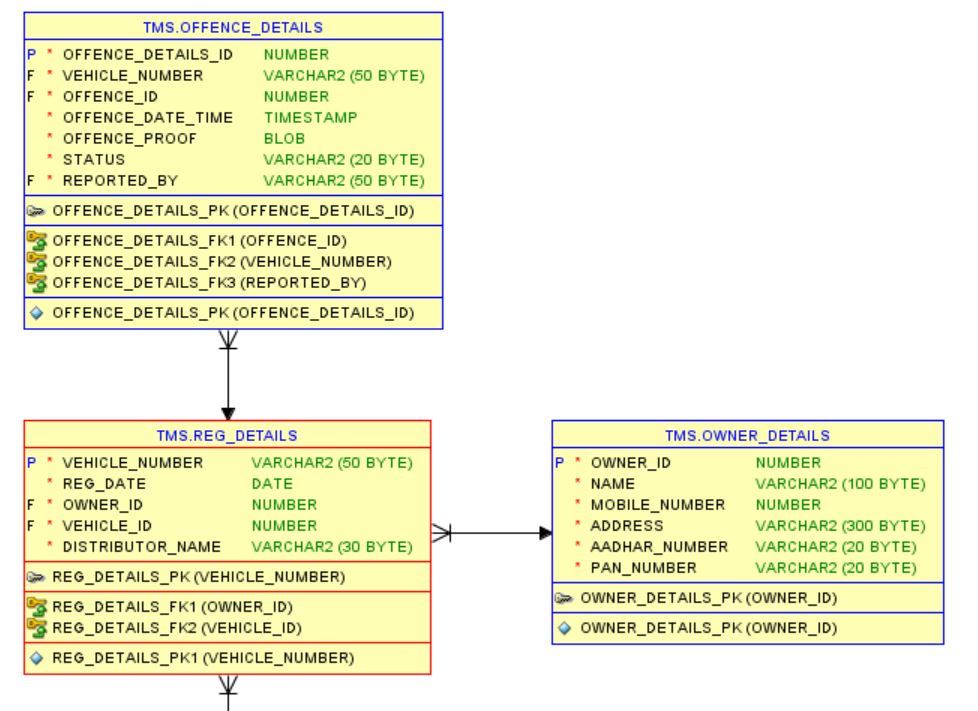 TMS.OFFENCE_DETAILS
P * OFFENCE_DETAILS_ID NUMBER
F * VEHICLE_NUMBER VARCHAR2 (50 BYTE)
F * OFFENCE_ID NUMBER
* OFFENCE_DATE_TIME TIMESTAMP
* OFFENCE_PROOF BLOB
* STATUS VARCHAR2 (20 BYTE)
F * REPORTED_BY VARCHAR2 (50 BYTE)
OFFENCE_DETAILS_PK (OFFENCE_DETAILS_ID)
OFFENCE_DETAILS_FK1 (OFFENCE_ID)
OFFENCE_DETAILS_FK2 (VEHICLE_NUMBER)
OFFENCE_DETAILS_FK3 (REPORTED_BY)
OFFENCE_DETAILS_PK (OFFENCE_DETAILS_ID)
TMS.REG_DETAILS
P * VEHICLE_NUMBER VARCHAR2 (50 BYTE)
* REG_DATE DATE
F * OWNER_ID NUMBER
F * VEHICLE_ID NUMBER
* DISTRIBUTOR_NAME VARCHAR2 (30 BYTE)
REG_DETAILS_PK (VEHICLE_NUMBER)
REG_DETAILS_FK1 (OWNER_ID)
REG_DETAILS_FK2 (VEHICLE_ID)
REG_DETAILS_PK1 (VEHICLE_NUMBER)
TMS.OWNER_DETAILS
P * OWNER_ID NUMBER
* NAME VARCHAR2 (100 BYTE)
* MOBILE_NUMBER NUMBER
* ADDRESS VARCHAR2 (300 BYTE)
* AADHAR_NUMBER VARCHAR2 (20 BYTE)
* PAN_NUMBER VARCHAR2 (20 BYTE)
OWNER_DETAILS_PK (OWNER_ID)
OWNER_DETAILS_PK (OWNER_ID)